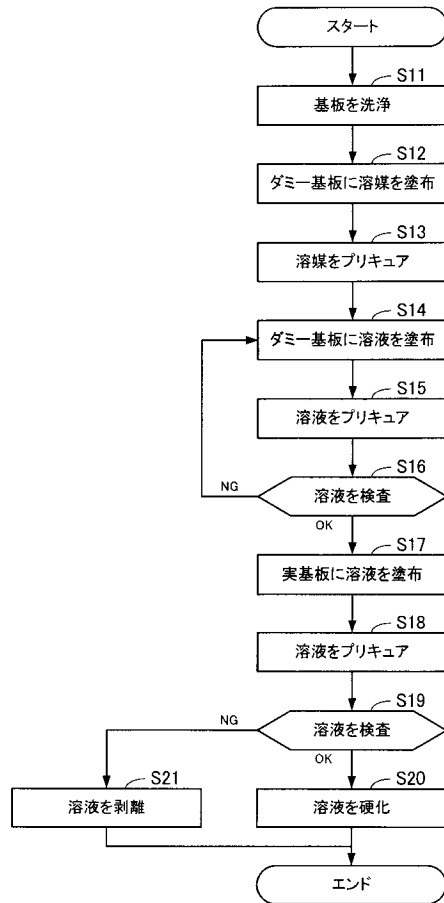 スタート
S11
基板を洗浄
S12
ダミー基板に溶媒を塗布
S13
溶媒をプリキュア
S14
ダミー基板に溶液を塗布
S15
溶液をプリキュア
S16
溶液を検査
NG
OK
S17
実基板に溶液を塗布
S18
溶液をプリキュア
S19
溶液を検査
NG
OK
S21
溶液を剥離
S20
溶液を硬化
エンド